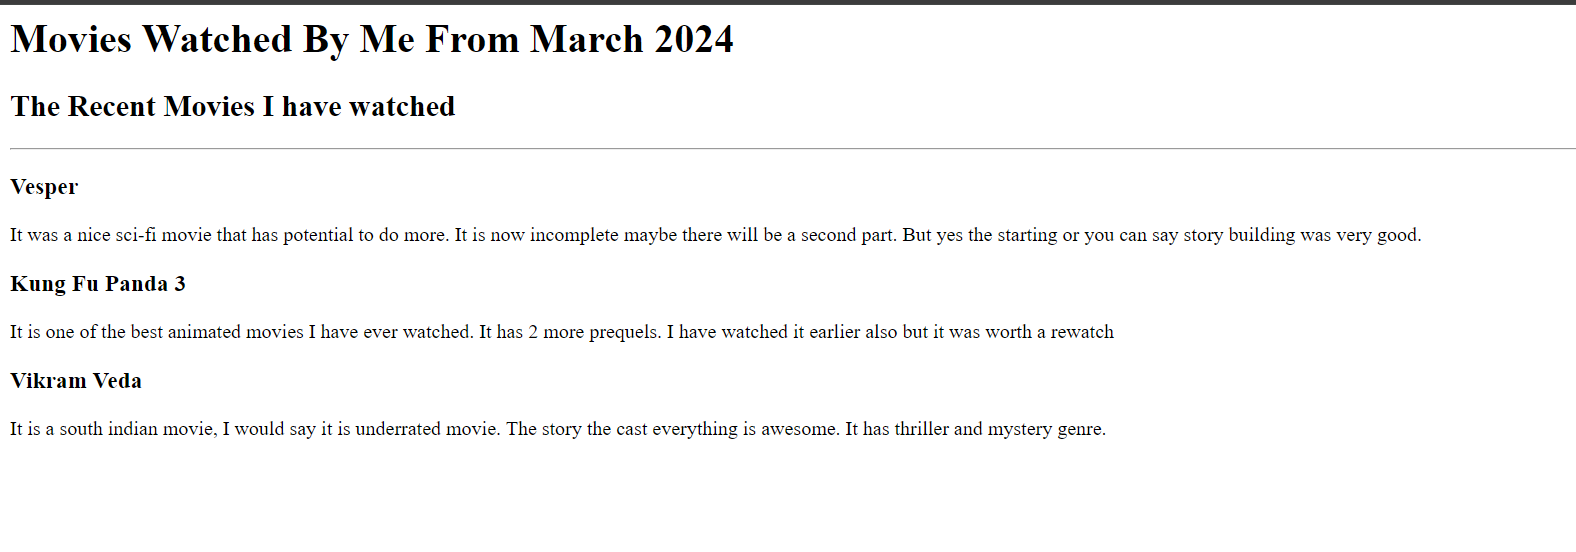 Movies Watched By Me From March 2024
The Recent Movies I have watched
Vesper
It was a nice sci-fi movie that has potential to do more. It is now incomplete maybe there will be a second part. But yes the starting or you can say story building was very good.
Kung Fu Panda 3
It is one of the best animated movies I have ever watched. It has 2 more prequels. I have watched it earlier also but it was worth a rewatch
Vikram Veda
It is a south indian movie, I would say it is underrated movie. The story the cast everything is awesome. It has thriller and mystery genre.